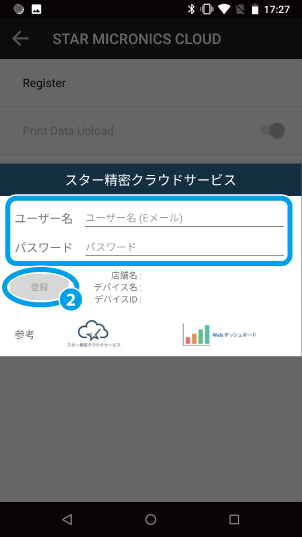 17:27
STAR MICRONICS CLOUD
Register
Print Data Upload
スター精密クラウドサービス
ユーザー名 ユーザー名 (Eメール)
パスワード パスワード
登録
2
店舗名 :
デバイス名 :
デバイスID :
参考
スター精密クラウドサービス
Web ダッシュボード